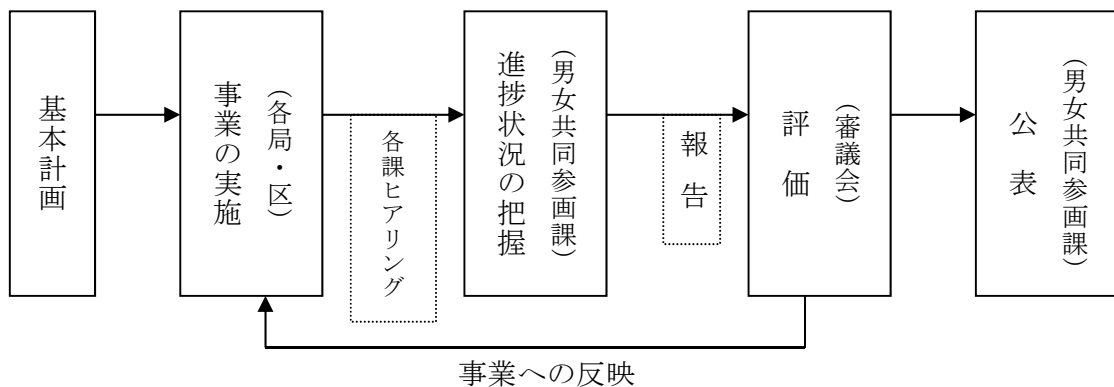 基本計画
事業の実施
（各局・区）
各課ヒアリング
進捗状況の把握
（男女共同参画課）
報告
評価
（審議会）
公表
（男女共同参画課）
事業への反映